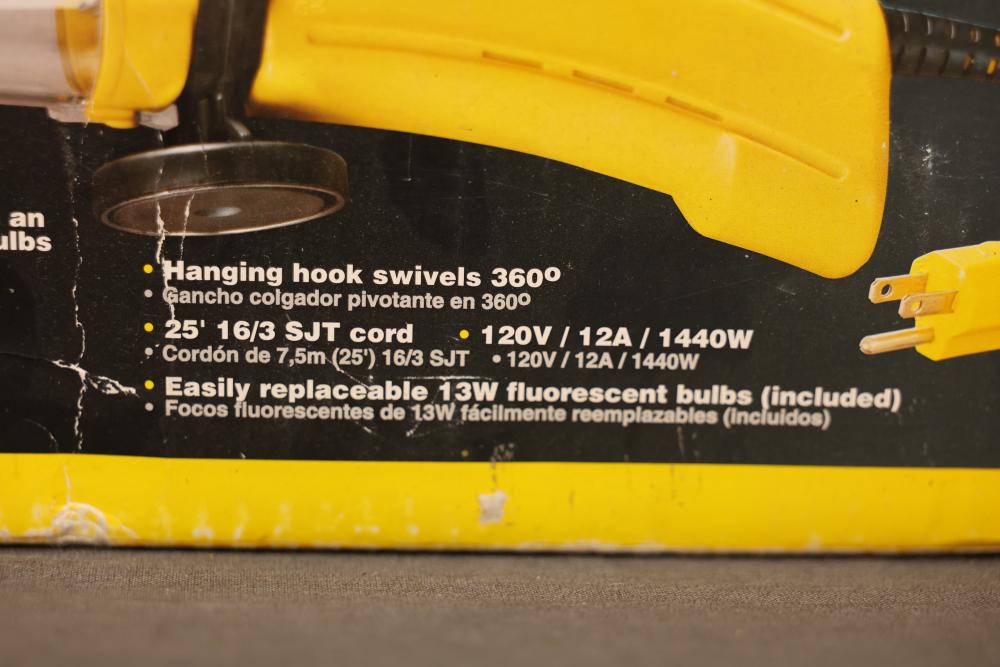 an
ulbs
• Hanging hook swivels 360º
• Gancho colgador pivotante en 360º
• 25' 16/3 SJT cord • 120V / 12A / 1440W
• Cordón de 7,5m (25') 16/3 SJT • 120V / 12A / 1440W
• Easily replaceable 13W fluorescent bulbs (included)
• Focos fluorescentes de 13W fácilmente reemplazables (incluidos)